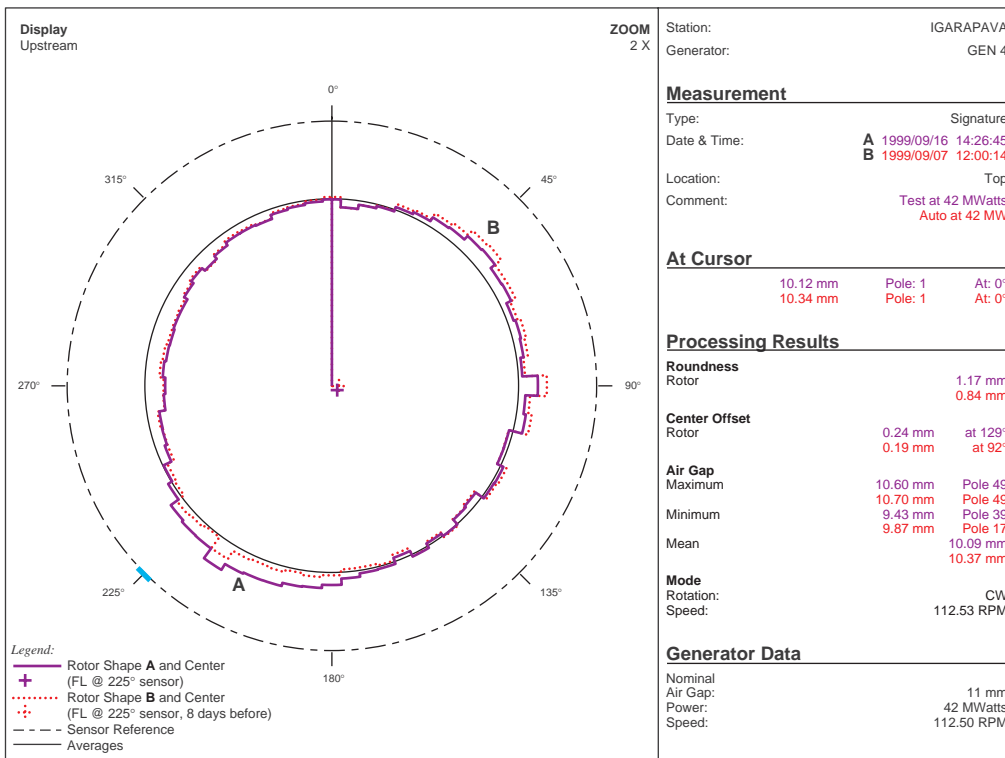 Display
Upstream
ZOOM
2 X
0°
45°
90°
135°
180°
225°
270°
315°
B
A
Legend:
Rotor Shape A and Center
(FL @ 225° sensor)
Rotor Shape B and Center
(FL @ 225° sensor, 8 days before)
Sensor Reference
Averages
Station: IGARAPAVA
Generator: GEN 4
Measurement
Type: Signature
Date & Time: A 1999/09/16 14:26:45
B 1999/09/07 12:00:14
Location: Top
Comment: Test at 42 MWatts
Auto at 42 MW
At Cursor
10.12 mm Pole: 1 At: 0°
10.34 mm Pole: 1 At: 0°
Processing Results
Roundness
Rotor 1.17 mm
0.84 mm
Center Offset
Rotor 0.24 mm at 129°
0.19 mm at 92°
Air Gap
Maximum 10.60 mm Pole 49
10.70 mm Pole 49
Minimum 9.43 mm Pole 39
9.87 mm Pole 17
Mean 10.09 mm
10.37 mm
Mode
Rotation: CW
Speed: 112.53 RPM
Generator Data
Nominal
Air Gap: 11 mm
Power: 42 MWatts
Speed: 112.50 RPM